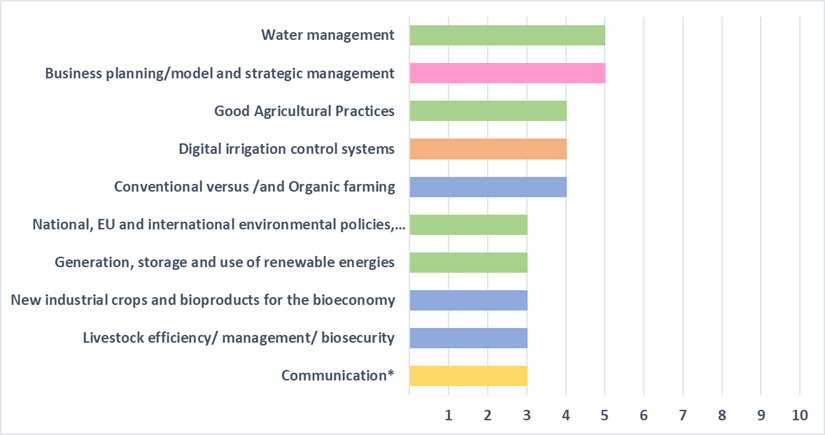 Water management
Business planning/model and strategic management
Good Agricultural Practices
Digital irrigation control systems
Conventional versus /and Organic farming
National, EU and international environmental policies,...
Generation, storage and use of renewable energies
New industrial crops and bioproducts for the bioeconomy
Livestock efficiency/ management/ biosecurity
Communication*
1 2 3 4 5 6 7 8 9 10